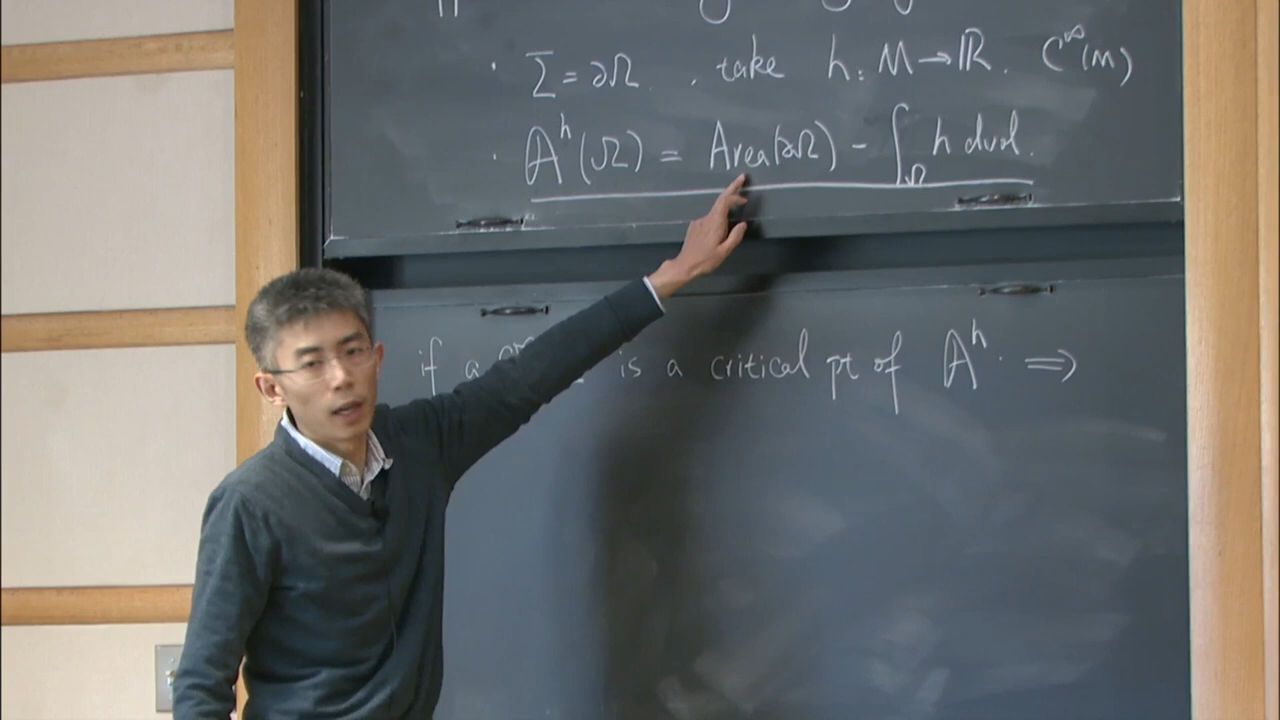 · Σ = ∂Ω. , take h: M→ℝ. C^∞(M)
· A^h(Ω) = Area(∂Ω) - ∫_Ω h dvol.
if a is a critical pt of A^h. ⇒